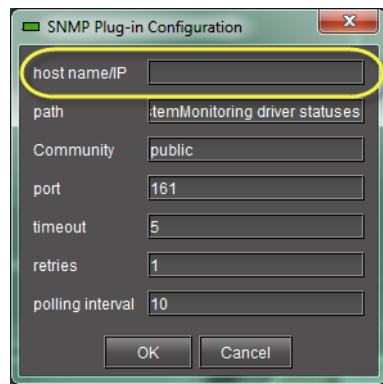 SNMP Plug-in Configuration
host name/IP
path temMonitoring driver statuses
Community public
port 161
timeout 5
retries 1
polling interval 10
OK Cancel